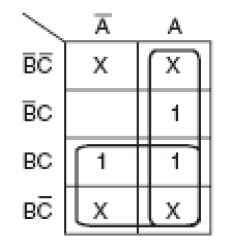 A̅ A
B̅C̅ X X
B̅C 1
BC 1 1
BC̅ X X